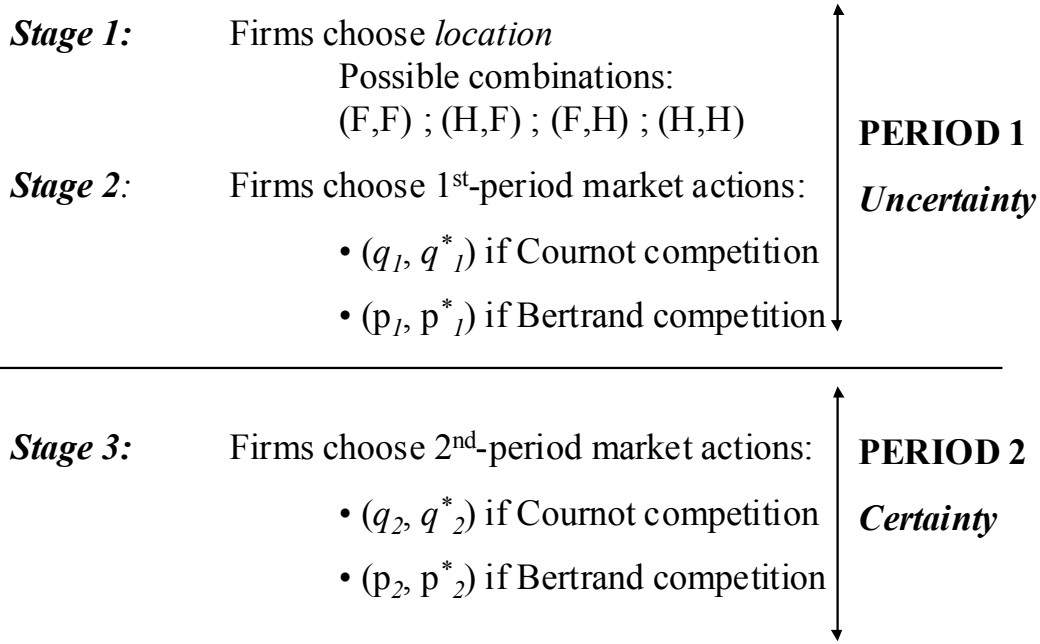 Stage 1: Firms choose location
Possible combinations:
(F,F) ; (H,F) ; (F,H) ; (H,H)
PERIOD 1
Stage 2: Firms choose 1st-period market actions:
Uncertainty
• (q1, q*1) if Cournot competition
• (p1, p*1) if Bertrand competition
Stage 3: Firms choose 2nd-period market actions:
PERIOD 2
• (q2, q*2) if Cournot competition
Certainty
• (p2, p*2) if Bertrand competition